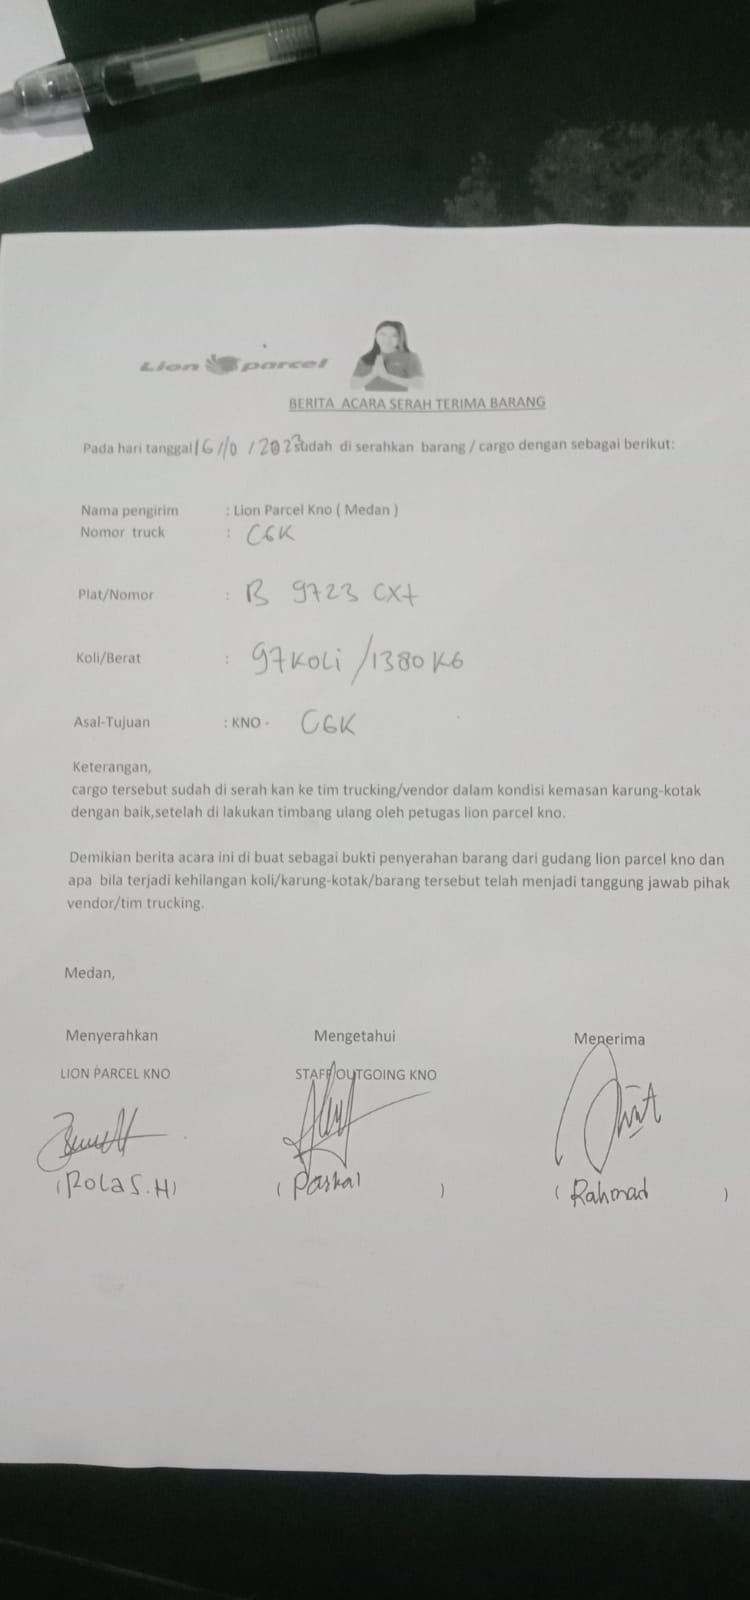 Lion parcel
BERITA ACARA SERAH TERIMA BARANG
Pada hari tanggal 16/10/2023 sudah di serahkan barang / cargo dengan sebagai berikut:
Nama pengirim : Lion Parcel Kno ( Medan )
Nomor truck : CGK
Plat/Nomor : B 9723 CXT
Koli/Berat : 97 KOLi / 1380 KG
Asal-Tujuan : KNO - CGK
Keterangan,
cargo tersebut sudah di serah kan ke tim trucking/vendor dalam kondisi kemasan karung-kotak
dengan baik,setelah di lakukan timbang ulang oleh petugas lion parcel kno.
Demikian berita acara ini di buat sebagai bukti penyerahan barang dari gudang lion parcel kno dan
apa bila terjadi kehilangan koli/karung-kotak/barang tersebut telah menjadi tanggung jawab pihak
vendor/tim trucking.
Medan,
Menyerahkan Mengetahui Menerima
LION PARCEL KNO STAFF OUTGOING KNO
(Rola S.H) ( Paskal ) ( Rahmad )